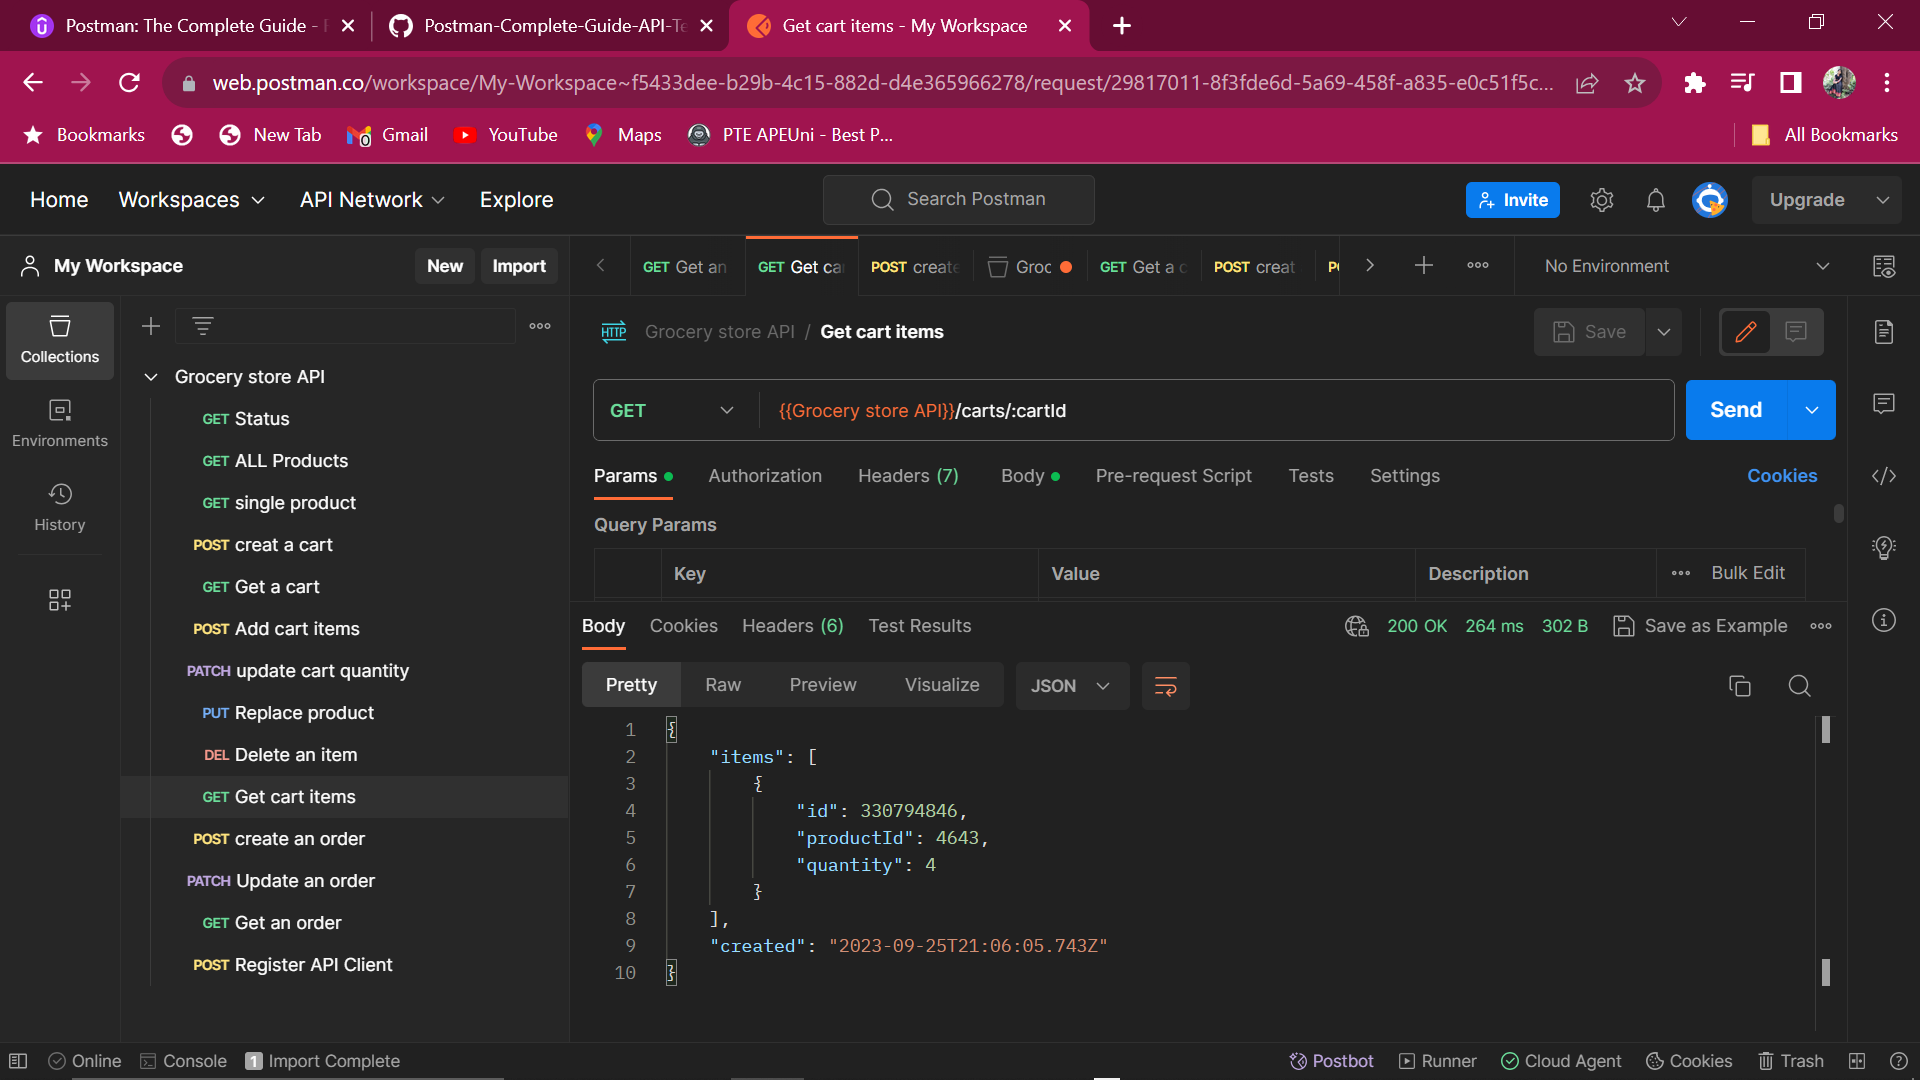 Postman: The Complete Guide -
Postman-Complete-Guide-API-Te
Get cart items - My Workspace
web.postman.co/workspace/My-Workspace~f5433dee-b29b-4c15-882d-d4e365966278/request/29817011-8f3fde6d-5a69-458f-a835-e0c51f5c...
Bookmarks
New Tab
Gmail
YouTube
Maps
PTE APEUni - Best P...
All Bookmarks
Home
Workspaces
API Network
Explore
Search Postman
Invite
Upgrade
My Workspace
New
Import
GET Get an
GET Get ca
POST create
Groc
GET Get a c
POST creat
No Environment
Collections
Environments
History
Grocery store API
GET Status
GET ALL Products
GET single product
POST creat a cart
GET Get a cart
POST Add cart items
PATCH update cart quantity
PUT Replace product
DEL Delete an item
GET Get cart items
POST create an order
PATCH Update an order
GET Get an order
POST Register API Client
HTTP Grocery store API / Get cart items
Save
GET {{Grocery store API}}/carts/:cartId
Send
Params
Authorization
Headers (7)
Body
Pre-request Script
Tests
Settings
Cookies
Query Params
Key
Value
Description
Bulk Edit
Body
Cookies
Headers (6)
Test Results
200 OK
264 ms
302 B
Save as Example
Pretty
Raw
Preview
Visualize
JSON
1 {
2 "items": [
3 {
4 "id": 330794846,
5 "productId": 4643,
6 "quantity": 4
7 }
8 ],
9 "created": "2023-09-25T21:06:05.743Z"
10 }
Online
Console
1 Import Complete
Postbot
Runner
Cloud Agent
Cookies
Trash